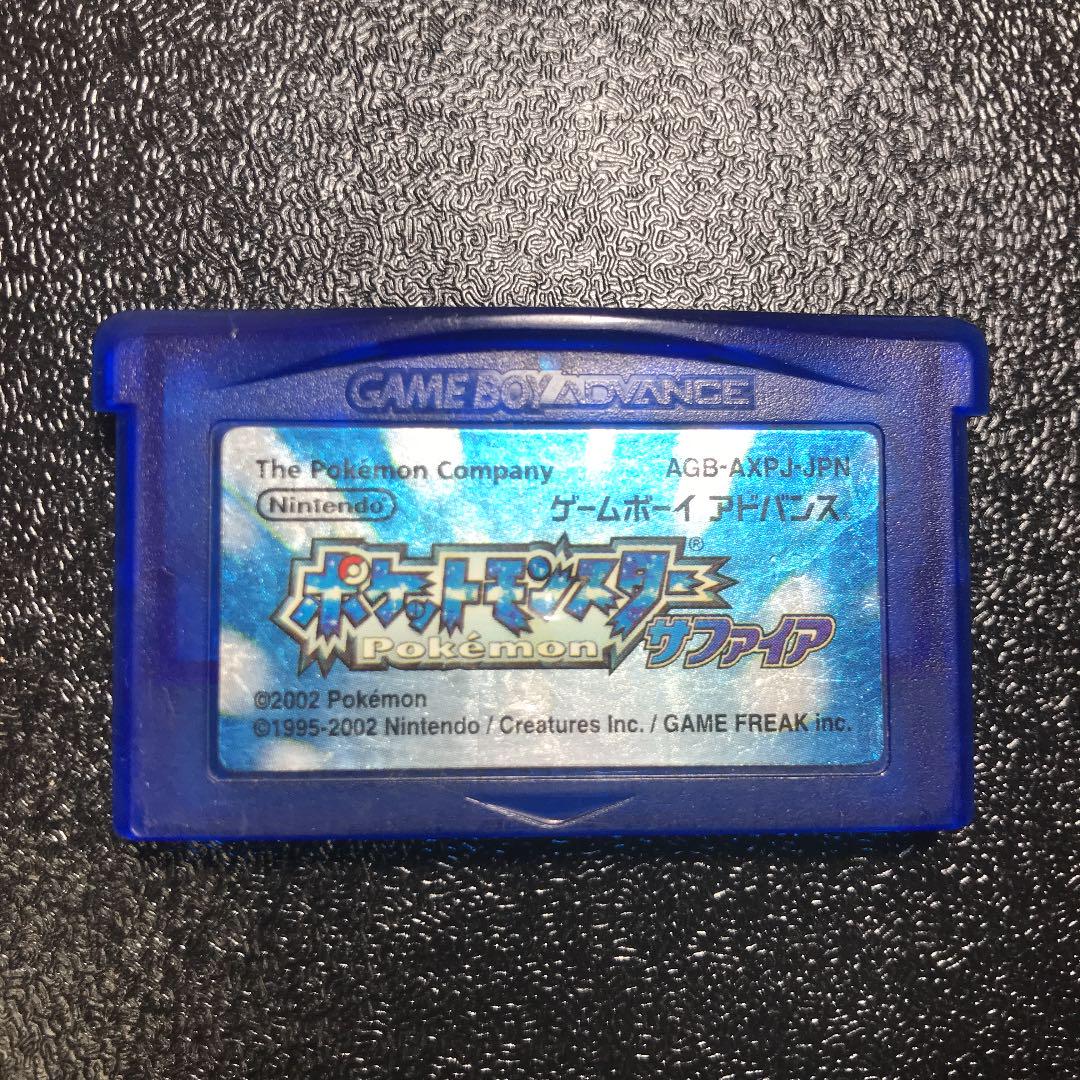 GAME BOY ADVANCE
The Pokémon Company AGB-AXPJ-JPN
Nintendo ゲームボーイ アドバンス
ポケットモンスター®
Pokémon サファイア
©2002 Pokémon
©1995-2002 Nintendo / Creatures Inc. / GAME FREAK inc.